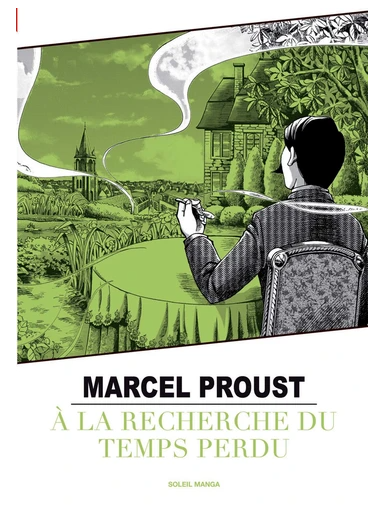 MARCEL PROUST
À LA RECHERCHE DU
TEMPS PERDU
SOLEIL MANGA